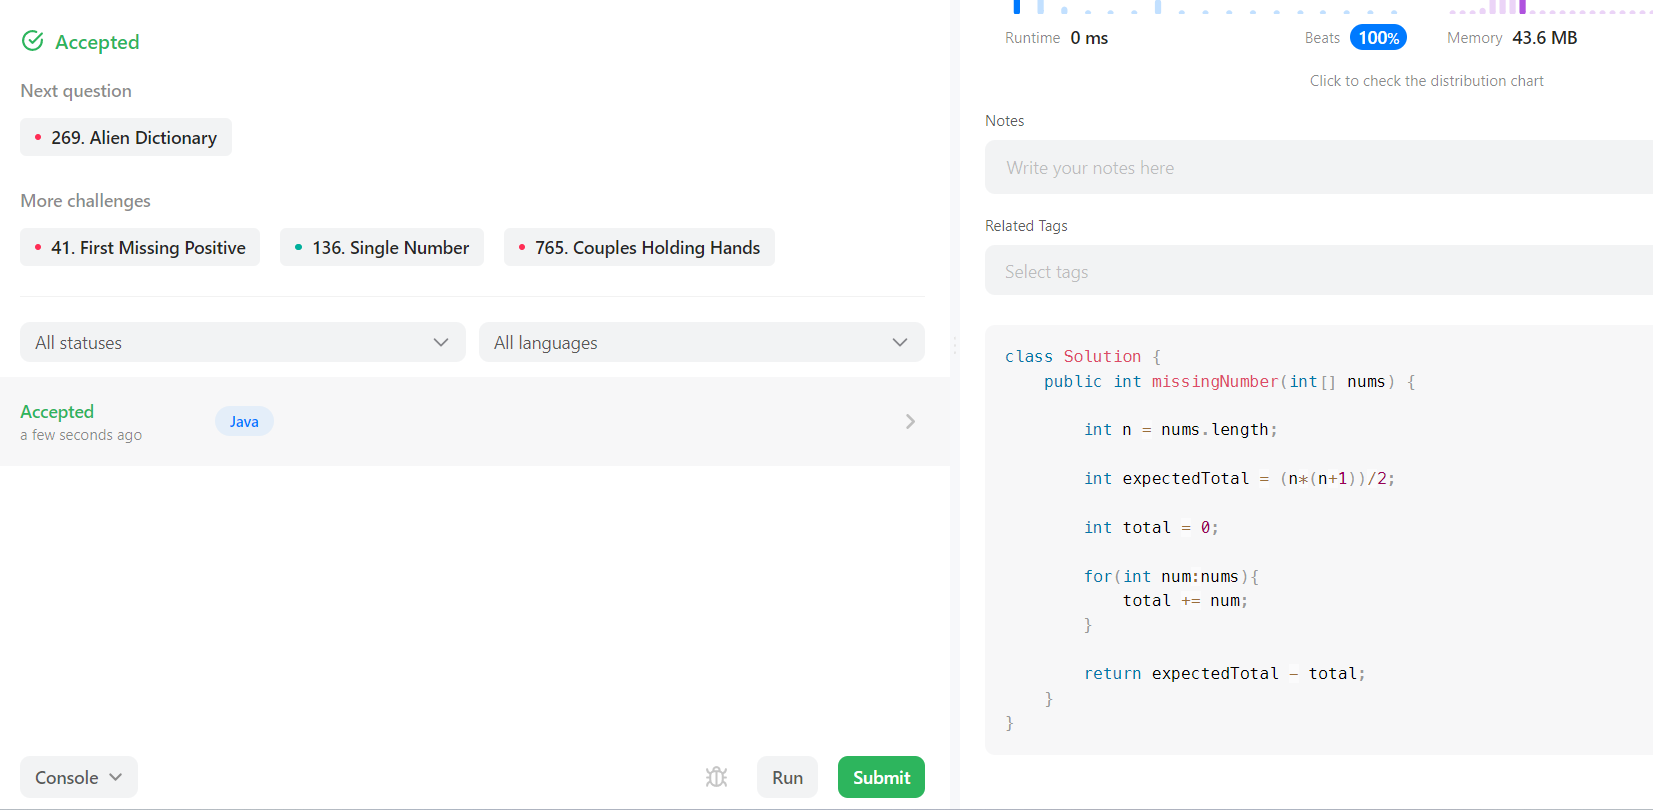 Accepted
Next question
269. Alien Dictionary
More challenges
41. First Missing Positive
136. Single Number
765. Couples Holding Hands
All statuses
All languages
Accepted
a few seconds ago
Java
Console
Run
Submit
Runtime 0 ms
Beats 100%
Memory 43.6 MB
Click to check the distribution chart
Notes
Write your notes here
Related Tags
Select tags
class Solution {
    public int missingNumber(int[] nums) {
        int n = nums.length;
        int expectedTotal = (n*(n+1))/2;
        int total = 0;
        for(int num:nums){
            total += num;
        }
        return expectedTotal - total;
    }
}